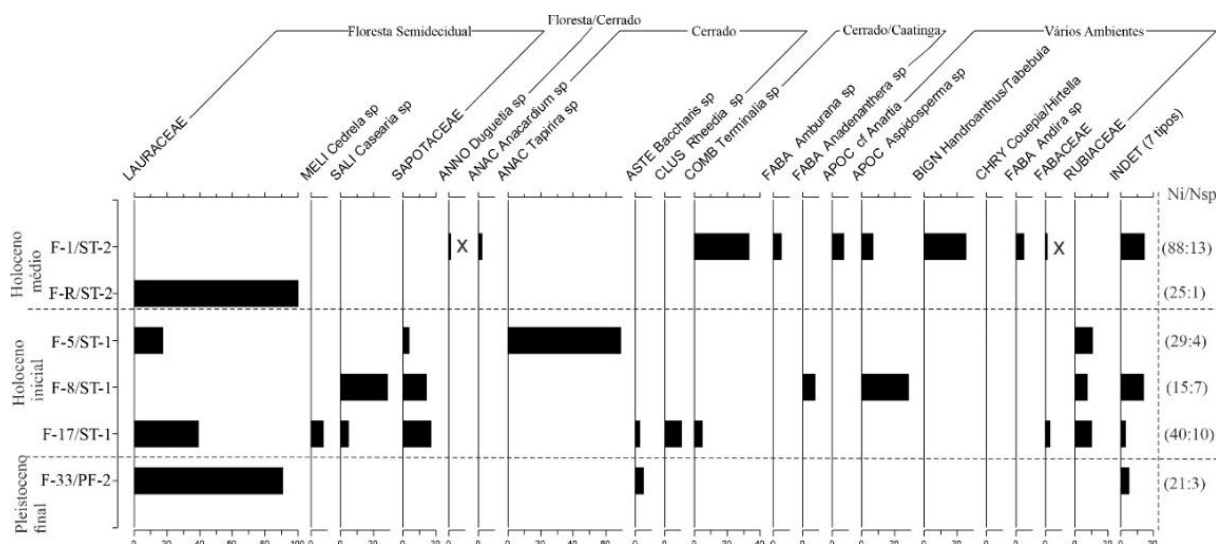 Floresta Semidecidual
Floresta/Cerrado
Cerrado
Cerrado/Caatinga
Vários Ambientes
LAURACEAE
MELI Cedrela sp
SALI Casearia sp
SAPOTACEAE
ANNO Duguetia sp
ANAC Anacardium sp
ANAC Tapirira sp
ASTE Baccharis sp
CLUS Rheedia sp
COMB Terminalia sp
FABA Amburana sp
FABA Anadenanthera sp
APOC cf Anartia
APOC Aspidosperma sp
BIGN Handroanthus/Tabebuia
CHRY Couepia/Hirtella
FABA Andira sp
FABACEAE
RUBIACEAE
INDET (7 tipos)
Ni/Nsp
Holoceno médio
F-1/ST-2
X
X
(88:13)
F-R/ST-2
(25:1)
Holoceno inicial
F-5/ST-1
(29:4)
F-8/ST-1
(15:7)
F-17/ST-1
(40:10)
Pleistoceno final
F-33/PF-2
(21:3)